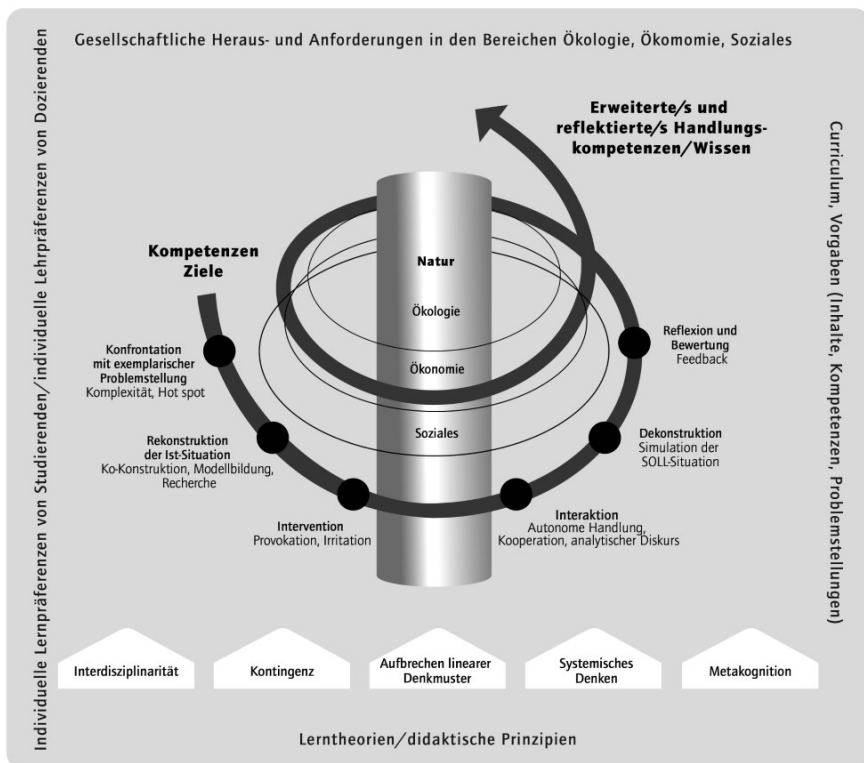 Gesellschaftliche Heraus- und Anforderungen in den Bereichen Ökologie, Ökomomie, Soziales
Individuelle Lernpräferenzen von Studierenden/individuelle Lehrpräferenzen von Dozierenden
Curriculum, Vorgaben (Inhalte, Kompetenzen, Problemstellungen)
Erweiterte/s und
reflektierte/s Handlungs-
kompetenzen/Wissen
Kompetenzen
Ziele
Natur
Ökologie
Ökonomie
Soziales
Konfrontation
mit exemplarischer
Problemstellung
Komplexität, Hot spot
Rekonstruktion
der Ist-Situation
Ko-Konstruktion, Modellbildung,
Recherche
Intervention
Provokation, Irritation
Interaktion
Autonome Handlung,
Kooperation, analytischer Diskurs
Dekonstruktion
Simulation der
SOLL-Situation
Reflexion und
Bewertung
Feedback
Interdisziplinarität
Kontingenz
Aufbrechen linearer
Denkmuster
Systemisches
Denken
Metakognition
Lerntheorien/didaktische Prinzipien